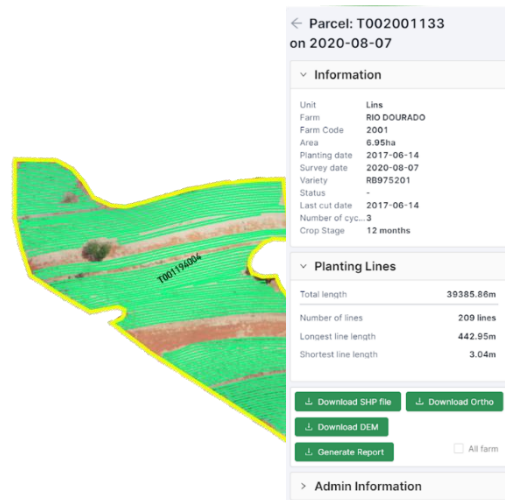 Parcel: T002001133
on 2020-08-07
Information
Unit Lins
Farm RIO DOURADO
Farm Code 2001
Area 6.95ha
Planting date 2017-06-14
Survey date 2020-08-07
Variety RB975201
Status -
Last cut date 2017-06-14
Number of cyc... 3
Crop Stage 12 months
T001194004
Planting Lines
Total length 39385.86m
Number of lines 209 lines
Longest line length 442.95m
Shortest line length 3.04m
Download SHP file Download Ortho
Download DEM
Generate Report All farm
Admin Information